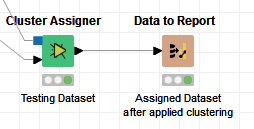 Cluster Assigner
Data to Report
Testing Dataset
Assigned Dataset
after applied clustering